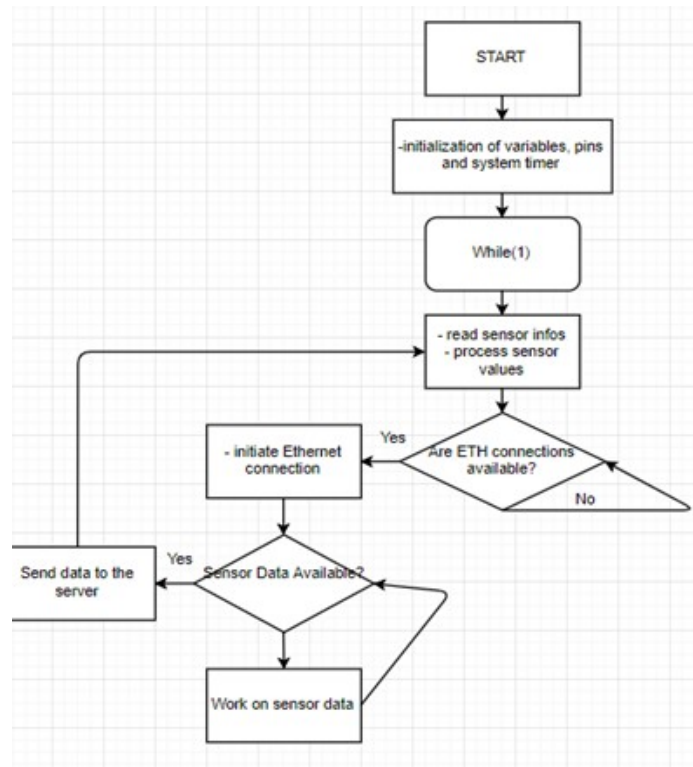 START
-initialization of variables, pins
and system timer
While(1)
- read sensor infos
- process sensor
values
Are ETH connections
available?
Yes
No
- initiate Ethernet
connection
Sensor Data Available?
Yes
Send data to the
server
Work on sensor data